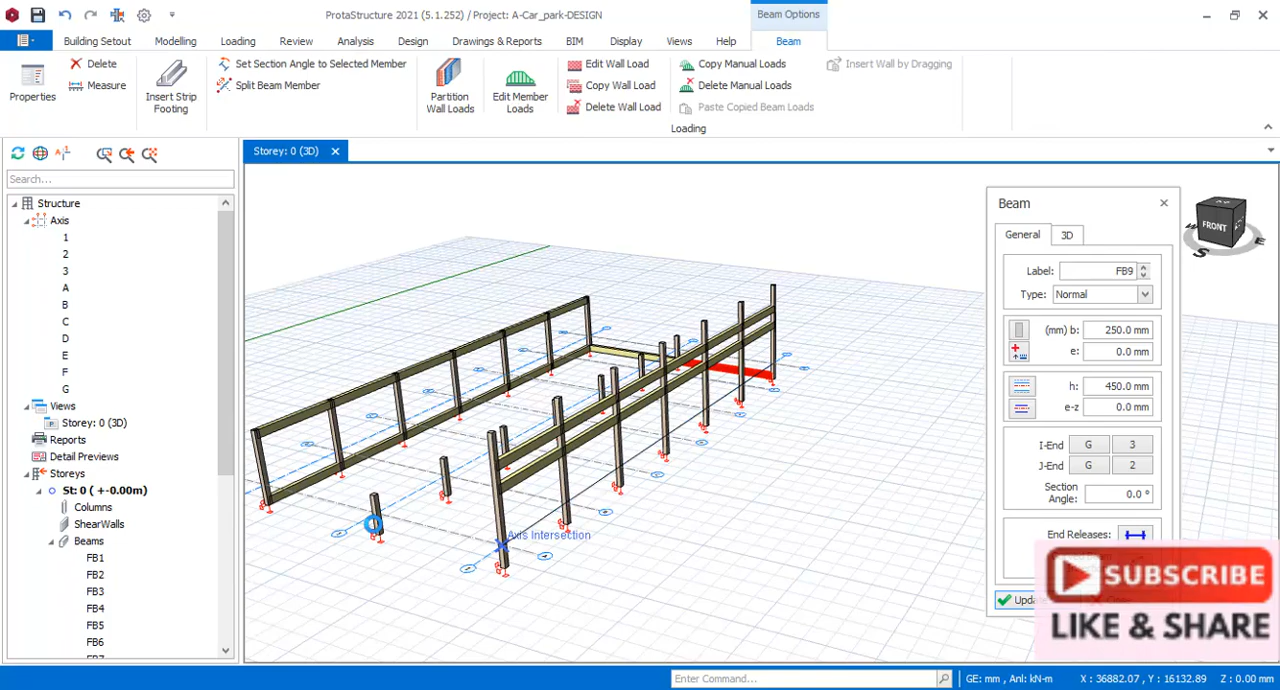 ProtaStructure 2021 (5.1.252) / Project: A-Car_park-DESIGN
Beam Options
Building Setout Modelling Loading Review Analysis Design Drawings & Reports BIM Display Views Help Beam
Properties
Delete
Measure
Insert Strip Footing
Set Section Angle to Selected Member
Split Beam Member
Partition Wall Loads
Edit Member Loads
Edit Wall Load
Copy Wall Load
Delete Wall Load
Copy Manual Loads
Delete Manual Loads
Paste Copied Beam Loads
Insert Wall by Dragging
Loading
Storey: 0 (3D)
Search...
Structure
Axis
1
2
3
A
B
C
D
E
F
G
Views
Storey: 0 (3D)
Reports
Detail Previews
Storeys
St: 0 ( +-0.00m)
Columns
ShearWalls
Beams
FB1
FB2
FB3
FB4
FB5
FB6
Axis Intersection
FRONT
S
E
Beam
General 3D
Label: FB9
Type: Normal
(mm) b: 250.0 mm
e: 0.0 mm
h: 450.0 mm
e-z: 0.0 mm
I-End G 3
J-End G 2
Section Angle: 0.0 °
End Releases:
SUBSCRIBE
LIKE & SHARE
Enter Command...
GE: mm , Anl: kN-m
X : 36882.07 , Y : 16132.89
Z : 0.00 mm